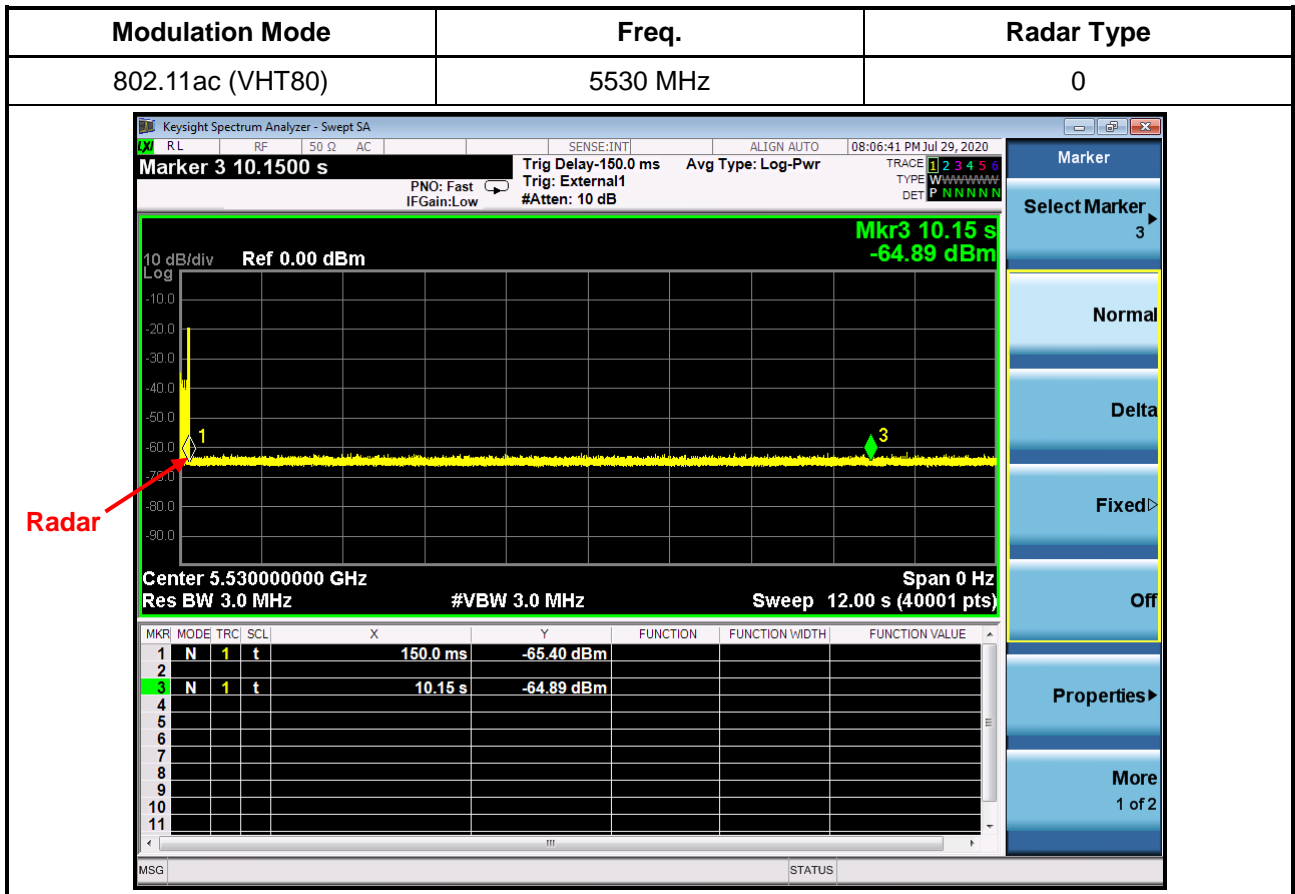 Modulation Mode Freq. Radar Type
802.11ac (VHT80) 5530 MHz 0
Keysight Spectrum Analyzer - Swept SA
LXI RL RF 50 Ω AC SENSE:INT ALIGN AUTO 08:06:41 PM Jul 29, 2020
Marker 3 10.1500 s
PNO: Fast
IFGain:Low
Trig Delay-150.0 ms
Trig: External1
#Atten: 10 dB
Avg Type: Log-Pwr
TRACE 1 2 3 4 5 6
TYPE WWWWWW
DET P N N N N N
Mkr3 10.15 s
-64.89 dBm
10 dB/div Ref 0.00 dBm
Log
-10.0
-20.0
-30.0
-40.0
-50.0
-60.0
-70.0
-80.0
-90.0
1
3
Radar
Center 5.530000000 GHz Span 0 Hz
Res BW 3.0 MHz #VBW 3.0 MHz Sweep 12.00 s (40001 pts)
MKR MODE TRC SCL X Y FUNCTION FUNCTION WIDTH FUNCTION VALUE
1 N 1 t 150.0 ms -65.40 dBm
2
3 N 1 t 10.15 s -64.89 dBm
4
5
6
7
8
9
10
11
MSG STATUS
Marker
Select Marker
3
Normal
Delta
Fixed
Off
Properties
More
1 of 2